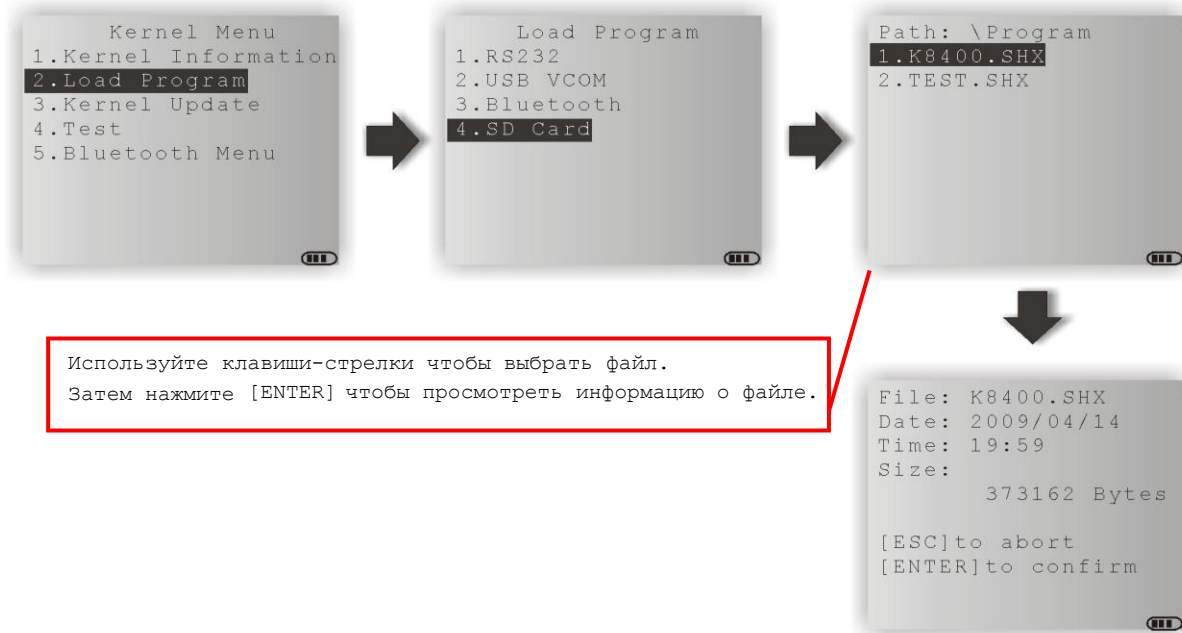 Kernel Menu
1.Kernel Information
2.Load Program
3.Kernel Update
4.Test
5.Bluetooth Menu
Load Program
1.RS232
2.USB VCOM
3.Bluetooth
4.SD Card
Path: \Program
1.K8400.SHX
2.TEST.SHX
Используйте клавиши-стрелки чтобы выбрать файл.
Затем нажмите [ENTER] чтобы просмотреть информацию о файле.
File: K8400.SHX
Date: 2009/04/14
Time: 19:59
Size:
373162 Bytes
[ESC]to abort
[ENTER]to confirm